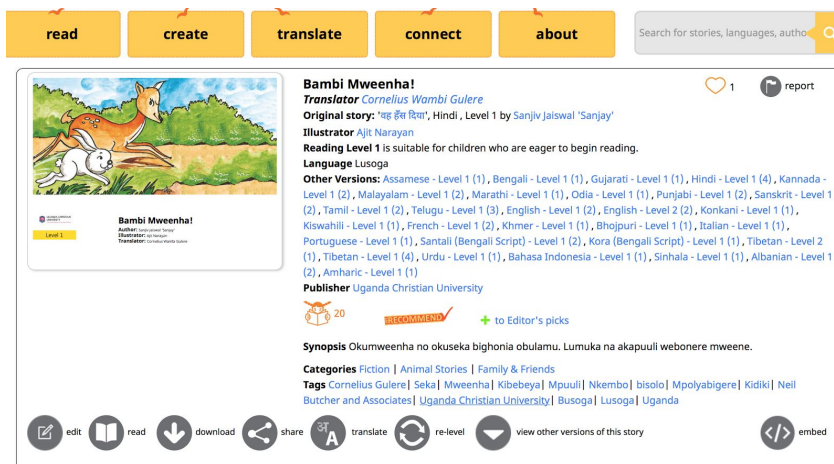 read
create
translate
connect
about
Search for stories, languages, autho
Bambi Mweenha!
Translator Cornelius Wambi Gulere
Original story: 'वह हँस दिया', Hindi , Level 1 by Sanjiv Jaiswal 'Sanjay'
Illustrator Ajit Narayan
Reading Level 1 is suitable for children who are eager to begin reading.
Language Lusoga
Other Versions: Assamese - Level 1 (1) , Bengali - Level 1 (1) , Gujarati - Level 1 (1) , Hindi - Level 1 (4) , Kannada -
Level 1 (2) , Malayalam - Level 1 (2) , Marathi - Level 1 (1) , Odia - Level 1 (1) , Punjabi - Level 1 (2) , Sanskrit - Level 1
(2) , Tamil - Level 1 (2) , Telugu - Level 1 (3) , English - Level 1 (2) , English - Level 2 (2) , Konkani - Level 1 (1) ,
Kiswahili - Level 1 (1) , French - Level 1 (2) , Khmer - Level 1 (1) , Bhojpuri - Level 1 (1) , Italian - Level 1 (1) ,
Portuguese - Level 1 (1) , Santali (Bengali Script) - Level 1 (2) , Kora (Bengali Script) - Level 1 (1) , Tibetan - Level 2
(1) , Tibetan - Level 1 (4) , Urdu - Level 1 (1) , Bahasa Indonesia - Level 1 (1) , Sinhala - Level 1 (1) , Albanian - Level 1
(2) , Amharic - Level 1 (1)
Publisher Uganda Christian University
1
report
Level 1
Bambi Mweenha!
Author: Sanjiv Jaiswal 'Sanjay'
Illustrator: Ajit Narayan
Translator: Cornelius Wambi Gulere
20
RECOMMEND
+ to Editor's picks
Synopsis Okumweenha no okuseka bighonia obulamu. Lumuka na akapuuli webonere mweene.
Categories Fiction | Animal Stories | Family & Friends
Tags Cornelius Gulere| Seka| Mweenha| Kibebeya| Mpuuli| Nkembo| bisolo| Mpolyabigere| Kidiki| Neil
Butcher and Associates| Uganda Christian University| Busoga| Lusoga| Uganda
edit
read
download
share
अ A
translate
re-level
view other versions of this story
</>
embed